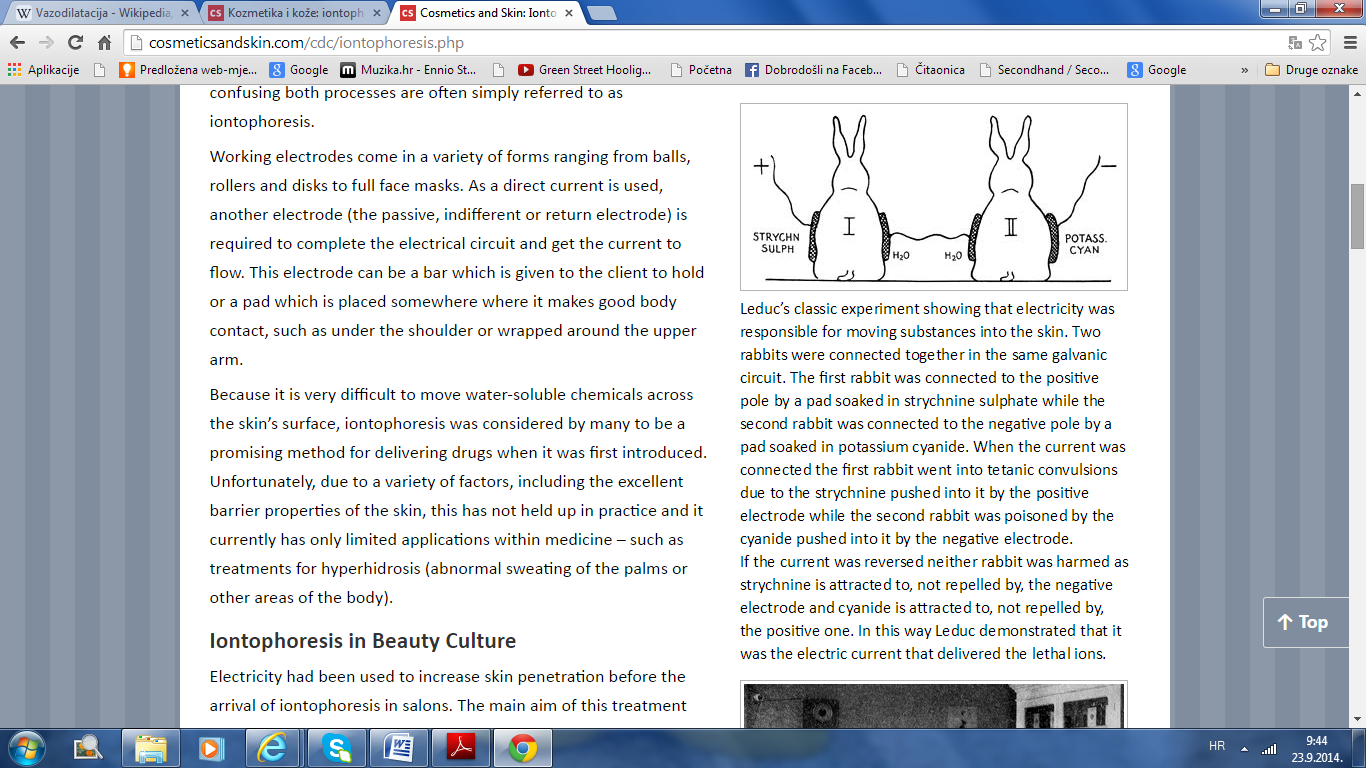 Vazodilatacija - Wikipedia,
Kozmetika i kože: iontoph
Cosmetics and Skin: Ionto
cosmeticsandskin.com/cdc/iontophoresis.php
Aplikacije
Predložena web-mje...
Google
Muzika.hr - Ennio St...
Green Street Hoolig...
Početna
Dobrodošli na Faceb...
Čitaonica
Secondhand / Seco...
Google
»
Druge oznake
confusing both processes are often simply referred to as
iontophoresis.
Working electrodes come in a variety of forms ranging from balls,
rollers and disks to full face masks. As a direct current is used,
another electrode (the passive, indifferent or return electrode) is
required to complete the electrical circuit and get the current to
flow. This electrode can be a bar which is given to the client to hold
or a pad which is placed somewhere where it makes good body
contact, such as under the shoulder or wrapped around the upper
arm.
Because it is very difficult to move water-soluble chemicals across
the skin's surface, iontophoresis was considered by many to be a
promising method for delivering drugs when it was first introduced.
Unfortunately, due to a variety of factors, including the excellent
barrier properties of the skin, this has not held up in practice and it
currently has only limited applications within medicine – such as
treatments for hyperhidrosis (abnormal sweating of the palms or
other areas of the body).
Iontophoresis in Beauty Culture
Electricity had been used to increase skin penetration before the
arrival of iontophoresis in salons. The main aim of this treatment
+
−
I
II
STRYCHN
SULPH
H2O
H2O
POTASS.
CYAN
Leduc's classic experiment showing that electricity was
responsible for moving substances into the skin. Two
rabbits were connected together in the same galvanic
circuit. The first rabbit was connected to the positive
pole by a pad soaked in strychnine sulphate while the
second rabbit was connected to the negative pole by a
pad soaked in potassium cyanide. When the current was
connected the first rabbit went into tetanic convulsions
due to the strychnine pushed into it by the positive
electrode while the second rabbit was poisoned by the
cyanide pushed into it by the negative electrode.
If the current was reversed neither rabbit was harmed as
strychnine is attracted to, not repelled by, the negative
electrode and cyanide is attracted to, not repelled by,
the positive one. In this way Leduc demonstrated that it
was the electric current that delivered the lethal ions.
Top
HR
9:44
23.9.2014.